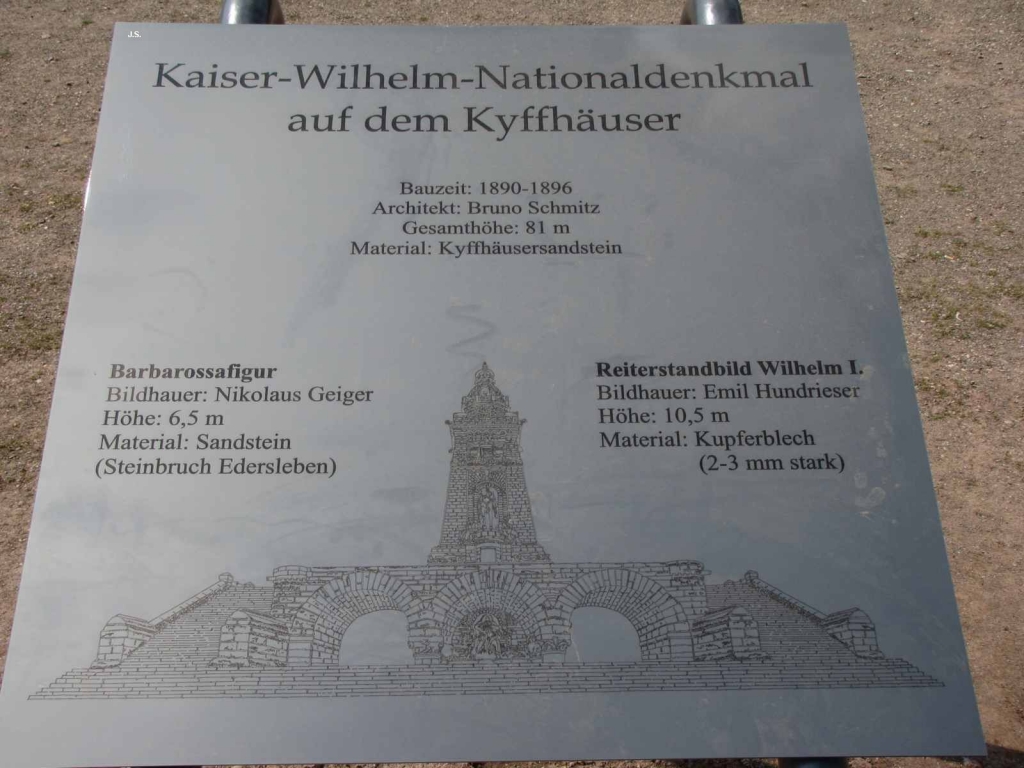 J.S.
Kaiser-Wilhelm-Nationaldenkmal
auf dem Kyffhäuser
Bauzeit: 1890-1896
Architekt: Bruno Schmitz
Gesamthöhe: 81 m
Material: Kyffhäusersandstein
Barbarossafigur
Bildhauer: Nikolaus Geiger
Höhe: 6,5 m
Material: Sandstein
(Steinbruch Edersleben)
Reiterstandbild Wilhelm I.
Bildhauer: Emil Hundrieser
Höhe: 10,5 m
Material: Kupferblech
(2-3 mm stark)